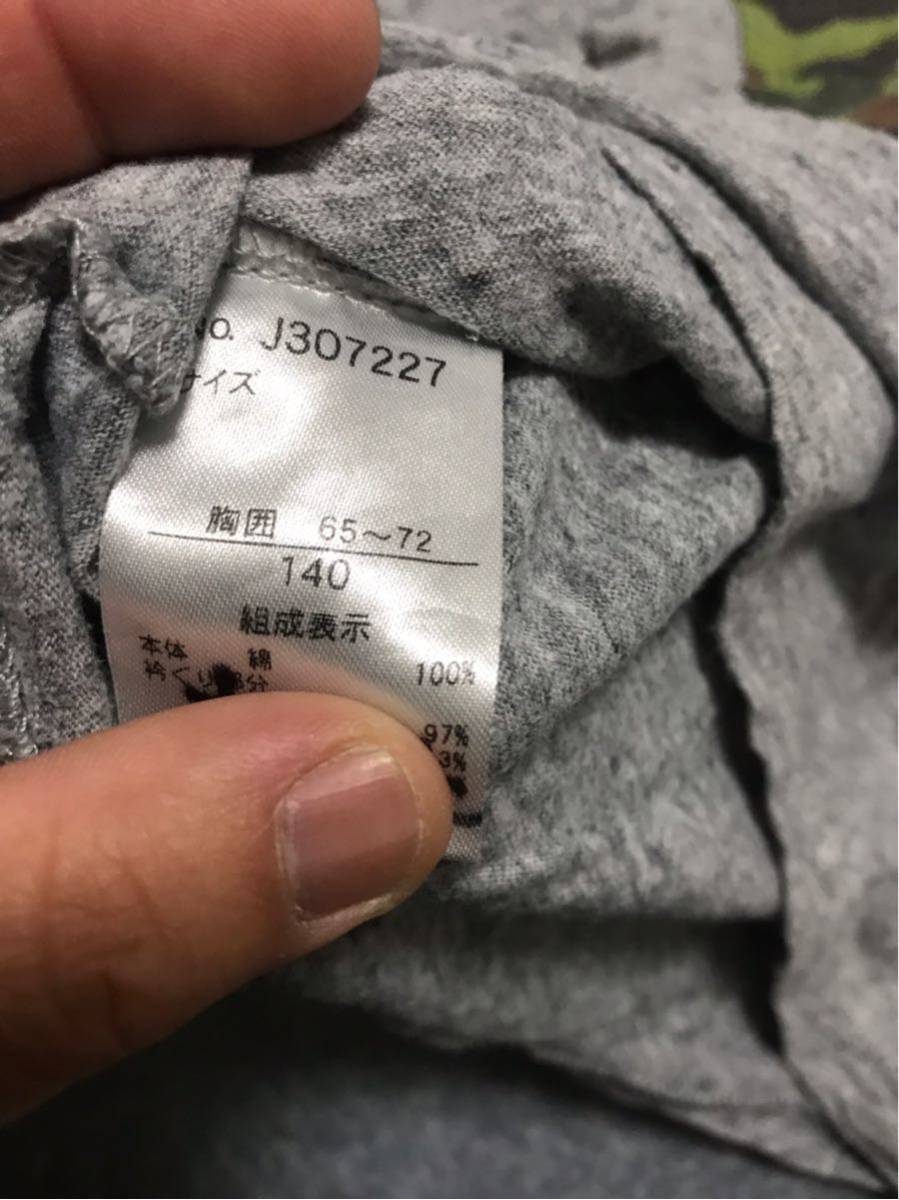 No. J307227
サイズ
胸囲 65～72
140
組成表示
本体 綿 100%
衿ぐり部分
97%
3%